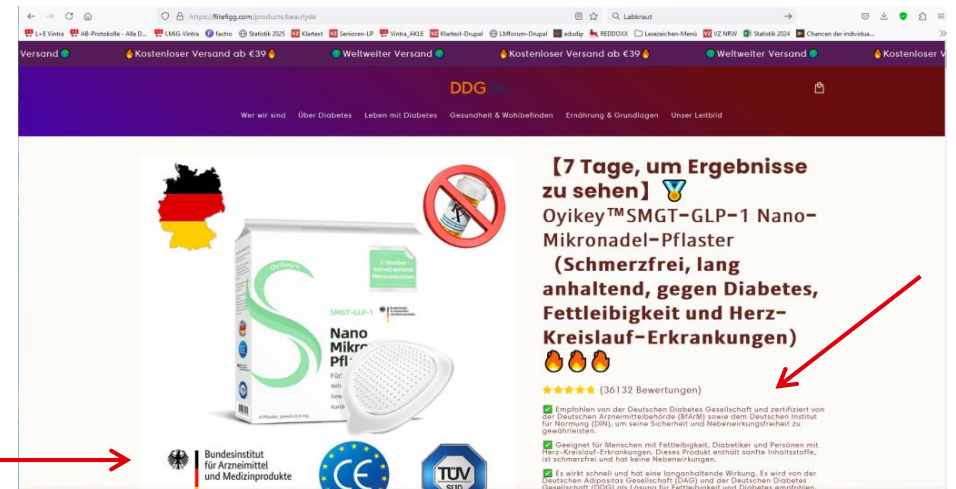 https://flitefigg.com/products/beautyde
Labkraut
L+E Vintra
AB-Protokolle - Alle D...
LMiG-Vintra
factro
Statistik 2025
Klartext
Senioren-LP
Vintra_AKLE
Klartext-Drupal
LMforum-Drupal
edudip
REDDOXX
Lesezeichen-Menü
VZ NRW
Statistik 2024
Chancen der individua...
Versand
Kostenloser Versand ab €39
Weltweiter Versand
Kostenloser Versand ab €39
Weltweiter Versand
Kostenloser V
DDG
Wer wir sind
Über Diabetes
Leben mit Diabetes
Gesundheit & Wohlbefinden
Ernährung & Grundlagen
Unser Leitbild
Oyikey
SMGT-GLP-1
Nano
Bundesinstitut
für Arzneimittel
und Medizinprodukte
CE
TÜV
SÜD
【7 Tage, um Ergebnisse
zu sehen】🏅
Oyikey™SMGT-GLP-1 Nano-
Mikronadel-Pflaster
（Schmerzfrei, lang
anhaltend, gegen Diabetes,
Fettleibigkeit und Herz-
Kreislauf-Erkrankungen)
🔥🔥🔥
(36132 Bewertungen)
✅ Empfohlen von der Deutschen Diabetes Gesellschaft und zertifiziert von
der Deutschen Arzneimittelbehörde (BfArM) sowie dem Deutschen Institut
für Normung (DIN), um seine Sicherheit und Nebenwirkungsfreiheit zu
gewährleisten.
✅ Geeignet für Menschen mit Fettleibigkeit, Diabetiker und Personen mit
Herz-Kreislauf-Erkrankungen. Dieses Produkt enthält sanfte Inhaltsstoffe,
ist schmerzfrei und hat keine Nebenwirkungen.
✅ Es wirkt schnell und hat eine langanhaltende Wirkung. Es wird von der
Deutschen Adipositas Gesellschaft (DAG) und der Deutschen Diabetes
Gesellschaft (DDG) als Lösung für Fettleibigkeit und Diabetes empfohlen.